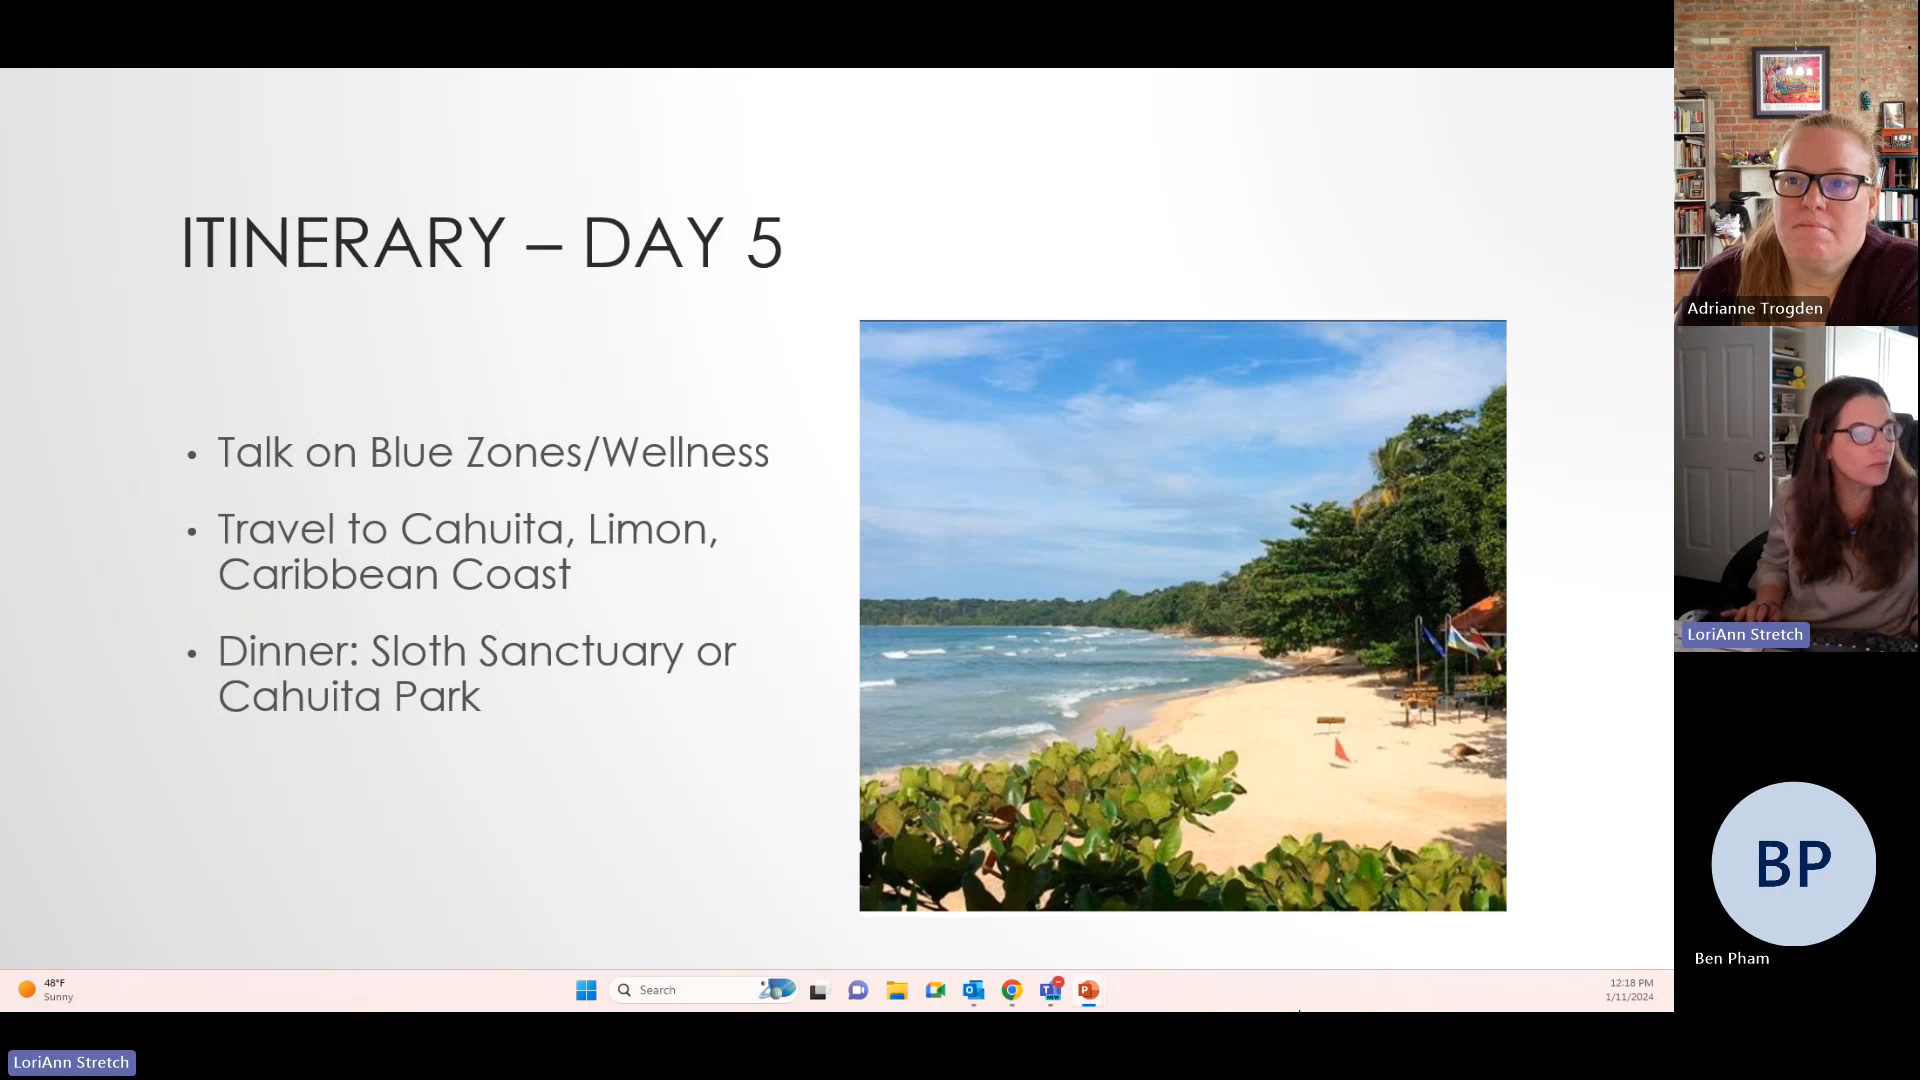 ITINERARY – DAY 5
• Talk on Blue Zones/Wellness
• Travel to Cahuita, Limon,
Caribbean Coast
• Dinner: Sloth Sanctuary or
Cahuita Park
Adrianne Trogden
LoriAnn Stretch
BP
Ben Pham
48°F
Sunny
Search
12:18 PM
1/11/2024
LoriAnn Stretch